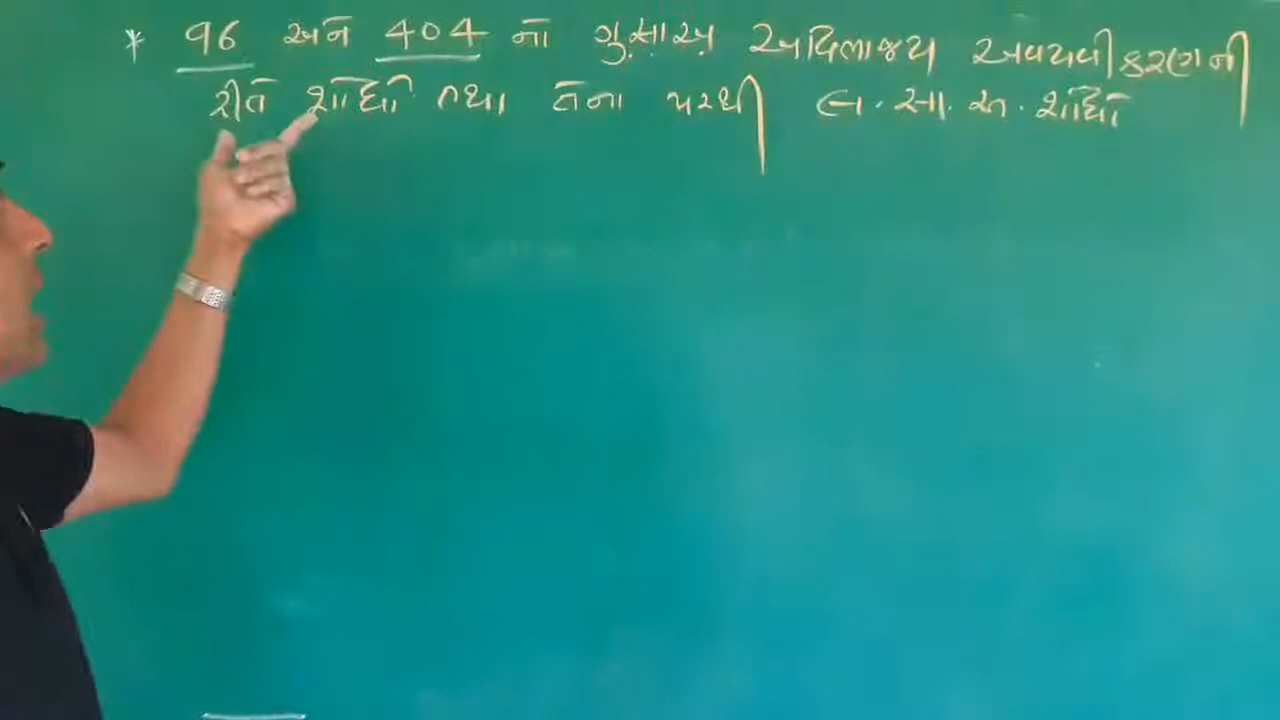 * 96 અને 404 નો ગુ.સા.અ. અવિભાજ્ય અવયવીકરણની
રીતે શોધો તથા તેના પરથી લ.સા.અ. શોધો